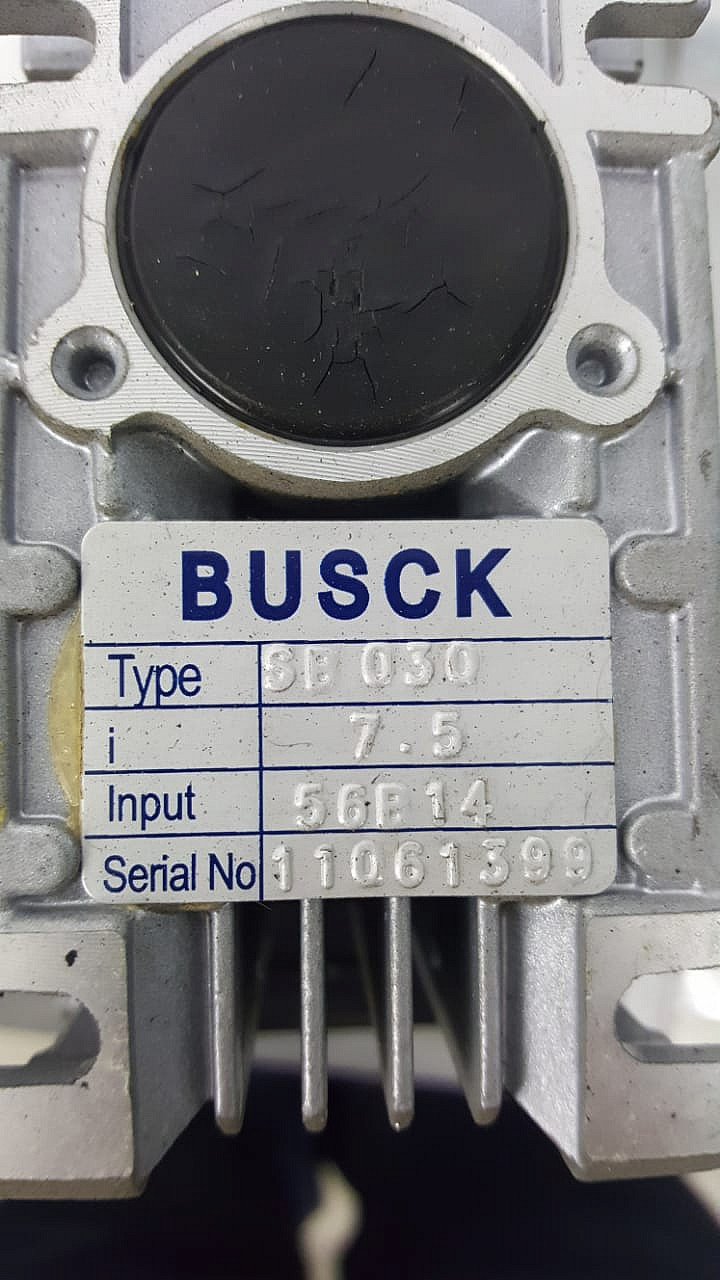 BUSCK
Type SB 030
i 7.5
Input 56B14
Serial No 11061399